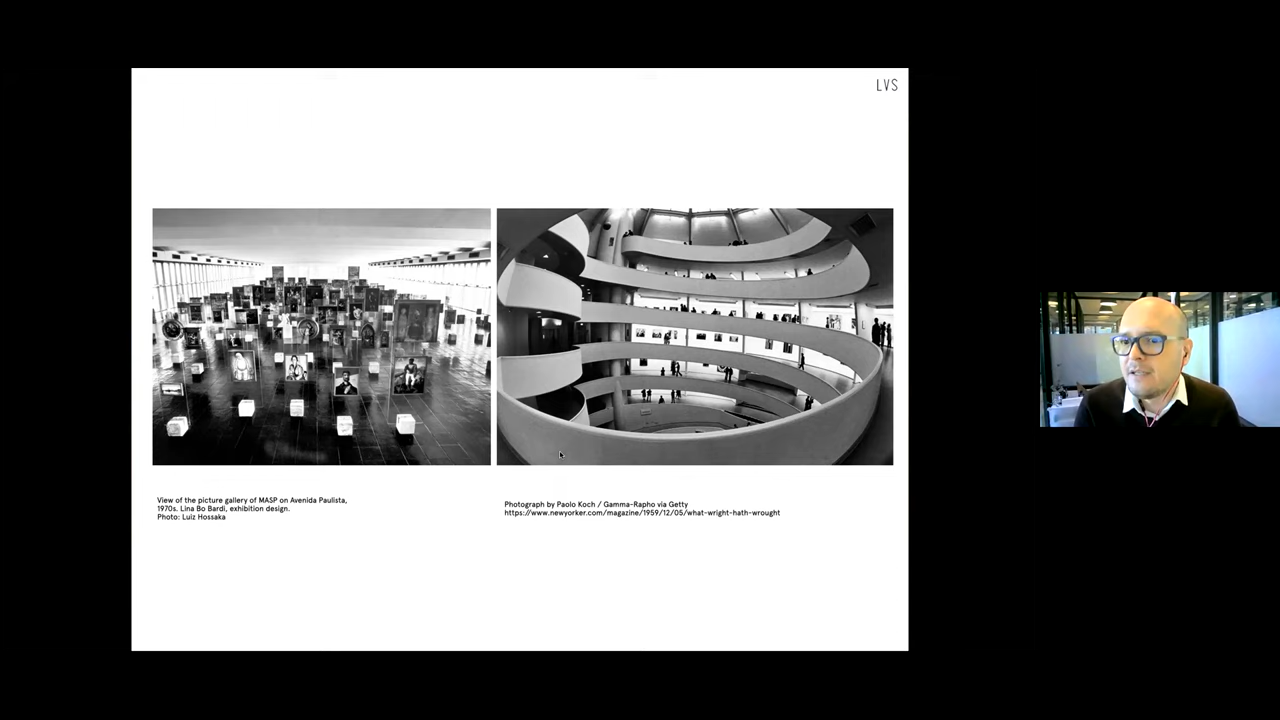 LVS
View of the picture gallery of MASP on Avenida Paulista,
1970s. Lina Bo Bardi, exhibition design.
Photo: Luiz Hossaka
Photograph by Paolo Koch / Gamma-Rapho via Getty
https://www.newyorker.com/magazine/1959/12/05/what-wright-hath-wrought